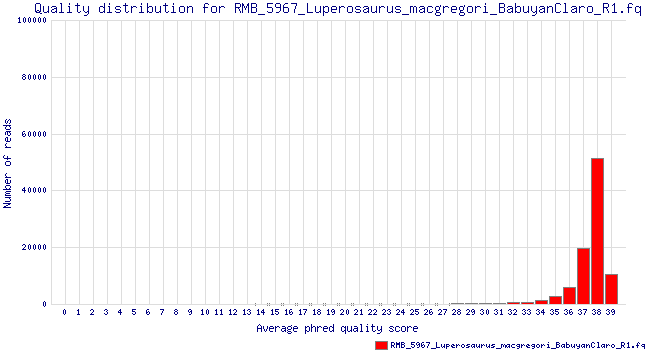 Quality distribution for RMB_5967_Luperosaurus_macgregori_BabuyanClaro_R1.fq
100000
80000
60000
40000
20000
0
Number of reads
0 1 2 3 4 5 6 7 8 9 10 11 12 13 14 15 16 17 18 19 20 21 22 23 24 25 26 27 28 29 30 31 32 33 34 35 36 37 38 39
Average phred quality score
RMB_5967_Luperosaurus_macgregori_BabuyanClaro_R1.fq